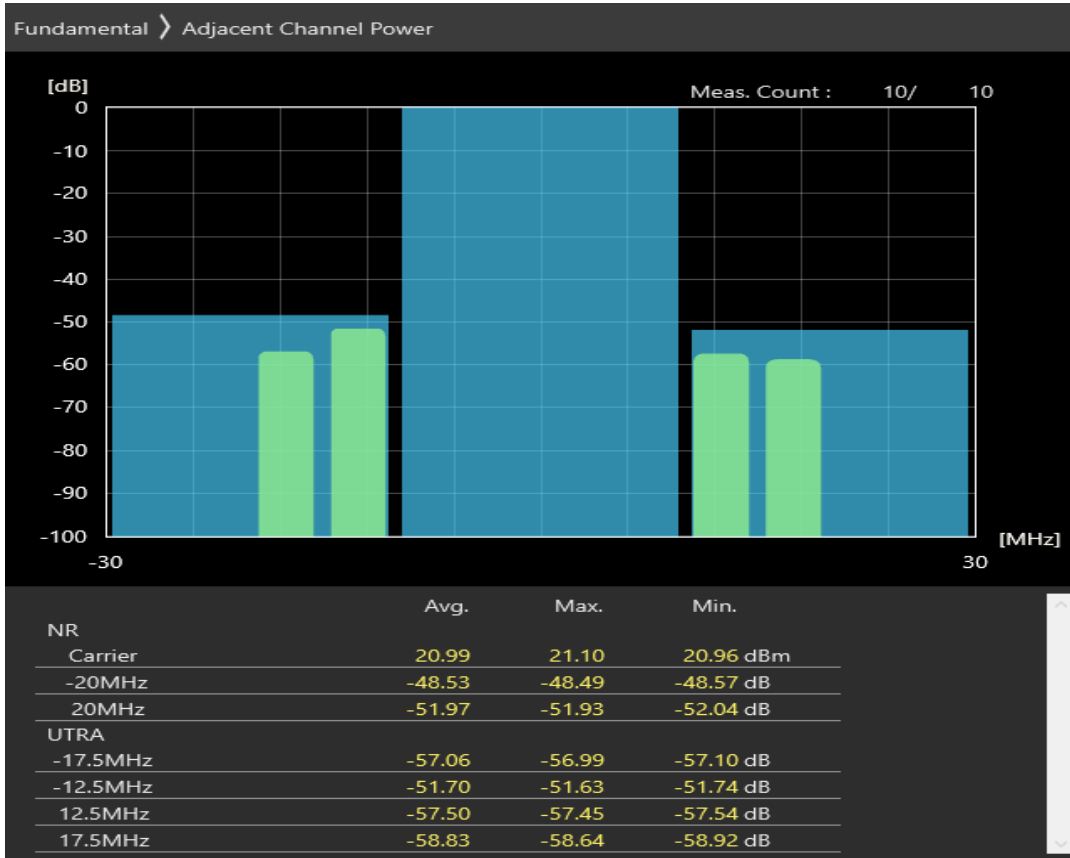 Fundamental ❭ Adjacent Channel Power
[dB]
Meas. Count : 10/ 10
0
-10
-20
-30
-40
-50
-60
-70
-80
-90
-100
[MHz]
-30 30
Avg. Max. Min.
NR
Carrier 20.99 21.10 20.96 dBm
-20MHz -48.53 -48.49 -48.57 dB
20MHz -51.97 -51.93 -52.04 dB
UTRA
-17.5MHz -57.06 -56.99 -57.10 dB
-12.5MHz -51.70 -51.63 -51.74 dB
12.5MHz -57.50 -57.45 -57.54 dB
17.5MHz -58.83 -58.64 -58.92 dB